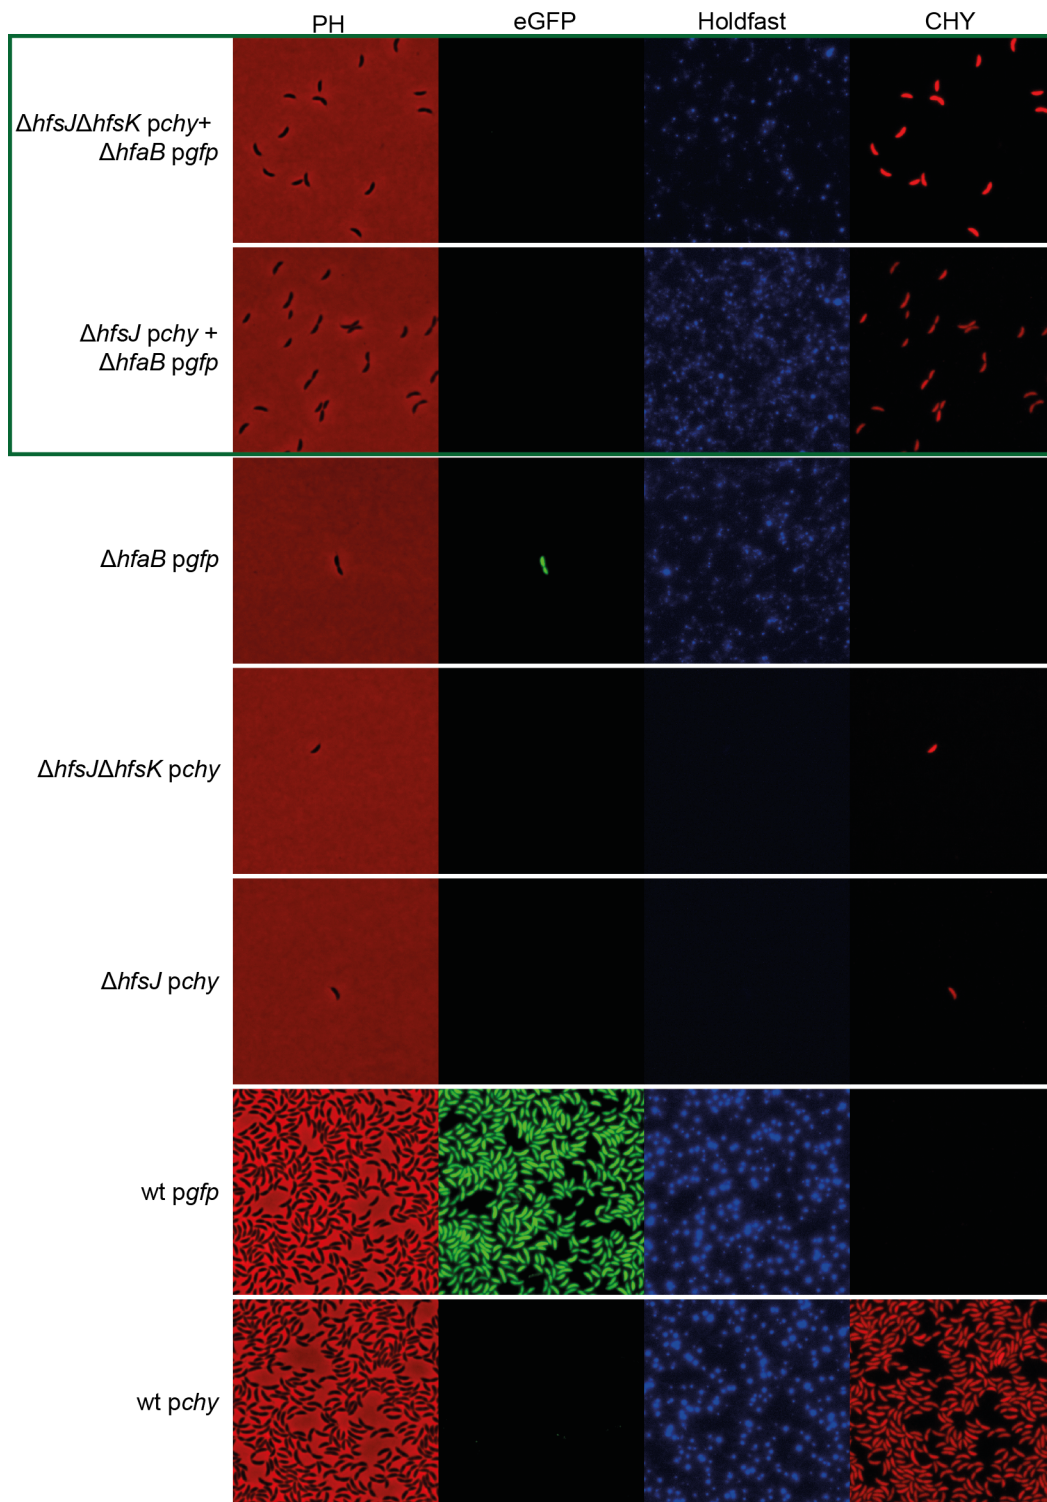 PH eGFP Holdfast CHY
ΔhfsJΔhfsK pchy+
ΔhfaB pgfp
ΔhfsJ pchy +
ΔhfaB pgfp
ΔhfaB pgfp
ΔhfsJΔhfsK pchy
ΔhfsJ pchy
wt pgfp
wt pchy